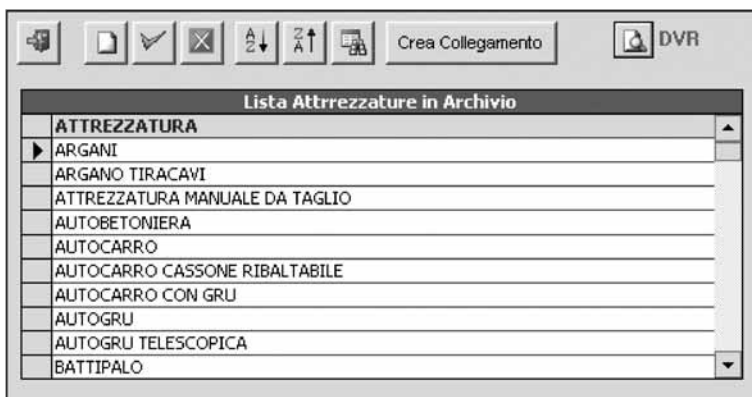 A Z Z A Crea Collegamento DVR
Lista Attrrezzature in Archivio
ATTREZZATURA
ARGANI
ARGANO TIRACAVI
ATTREZZATURA MANUALE DA TAGLIO
AUTOBETONIERA
AUTOCARRO
AUTOCARRO CASSONE RIBALTABILE
AUTOCARRO CON GRU
AUTOGRU
AUTOGRU TELESCOPICA
BATTIPALO